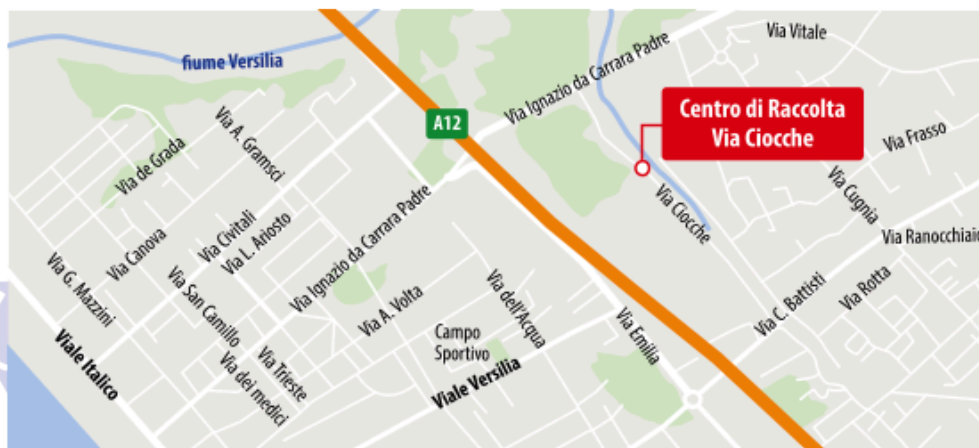 Via Vitale
fiume Versilia
Via Ignazio da Carrara Padre
A12
Centro di Raccolta
Via Ciocche
Via Frasso
Via A. Gramsci
Via de Grada
Via Cugnia
Via Ciocche
Via Ranocchiaio
Via Civitali
Via L. Ariosto
Via Ignazio da Carrara Padre
Via Canova
Via G. Mazzini
Via San Camillo
Via A. Volta
Via dell'Acqua
Via C. Battisti
Via Rotta
Via Emilia
Campo
Sportivo
Viale Italico
Via Trieste
Via dei medici
Viale Versilia